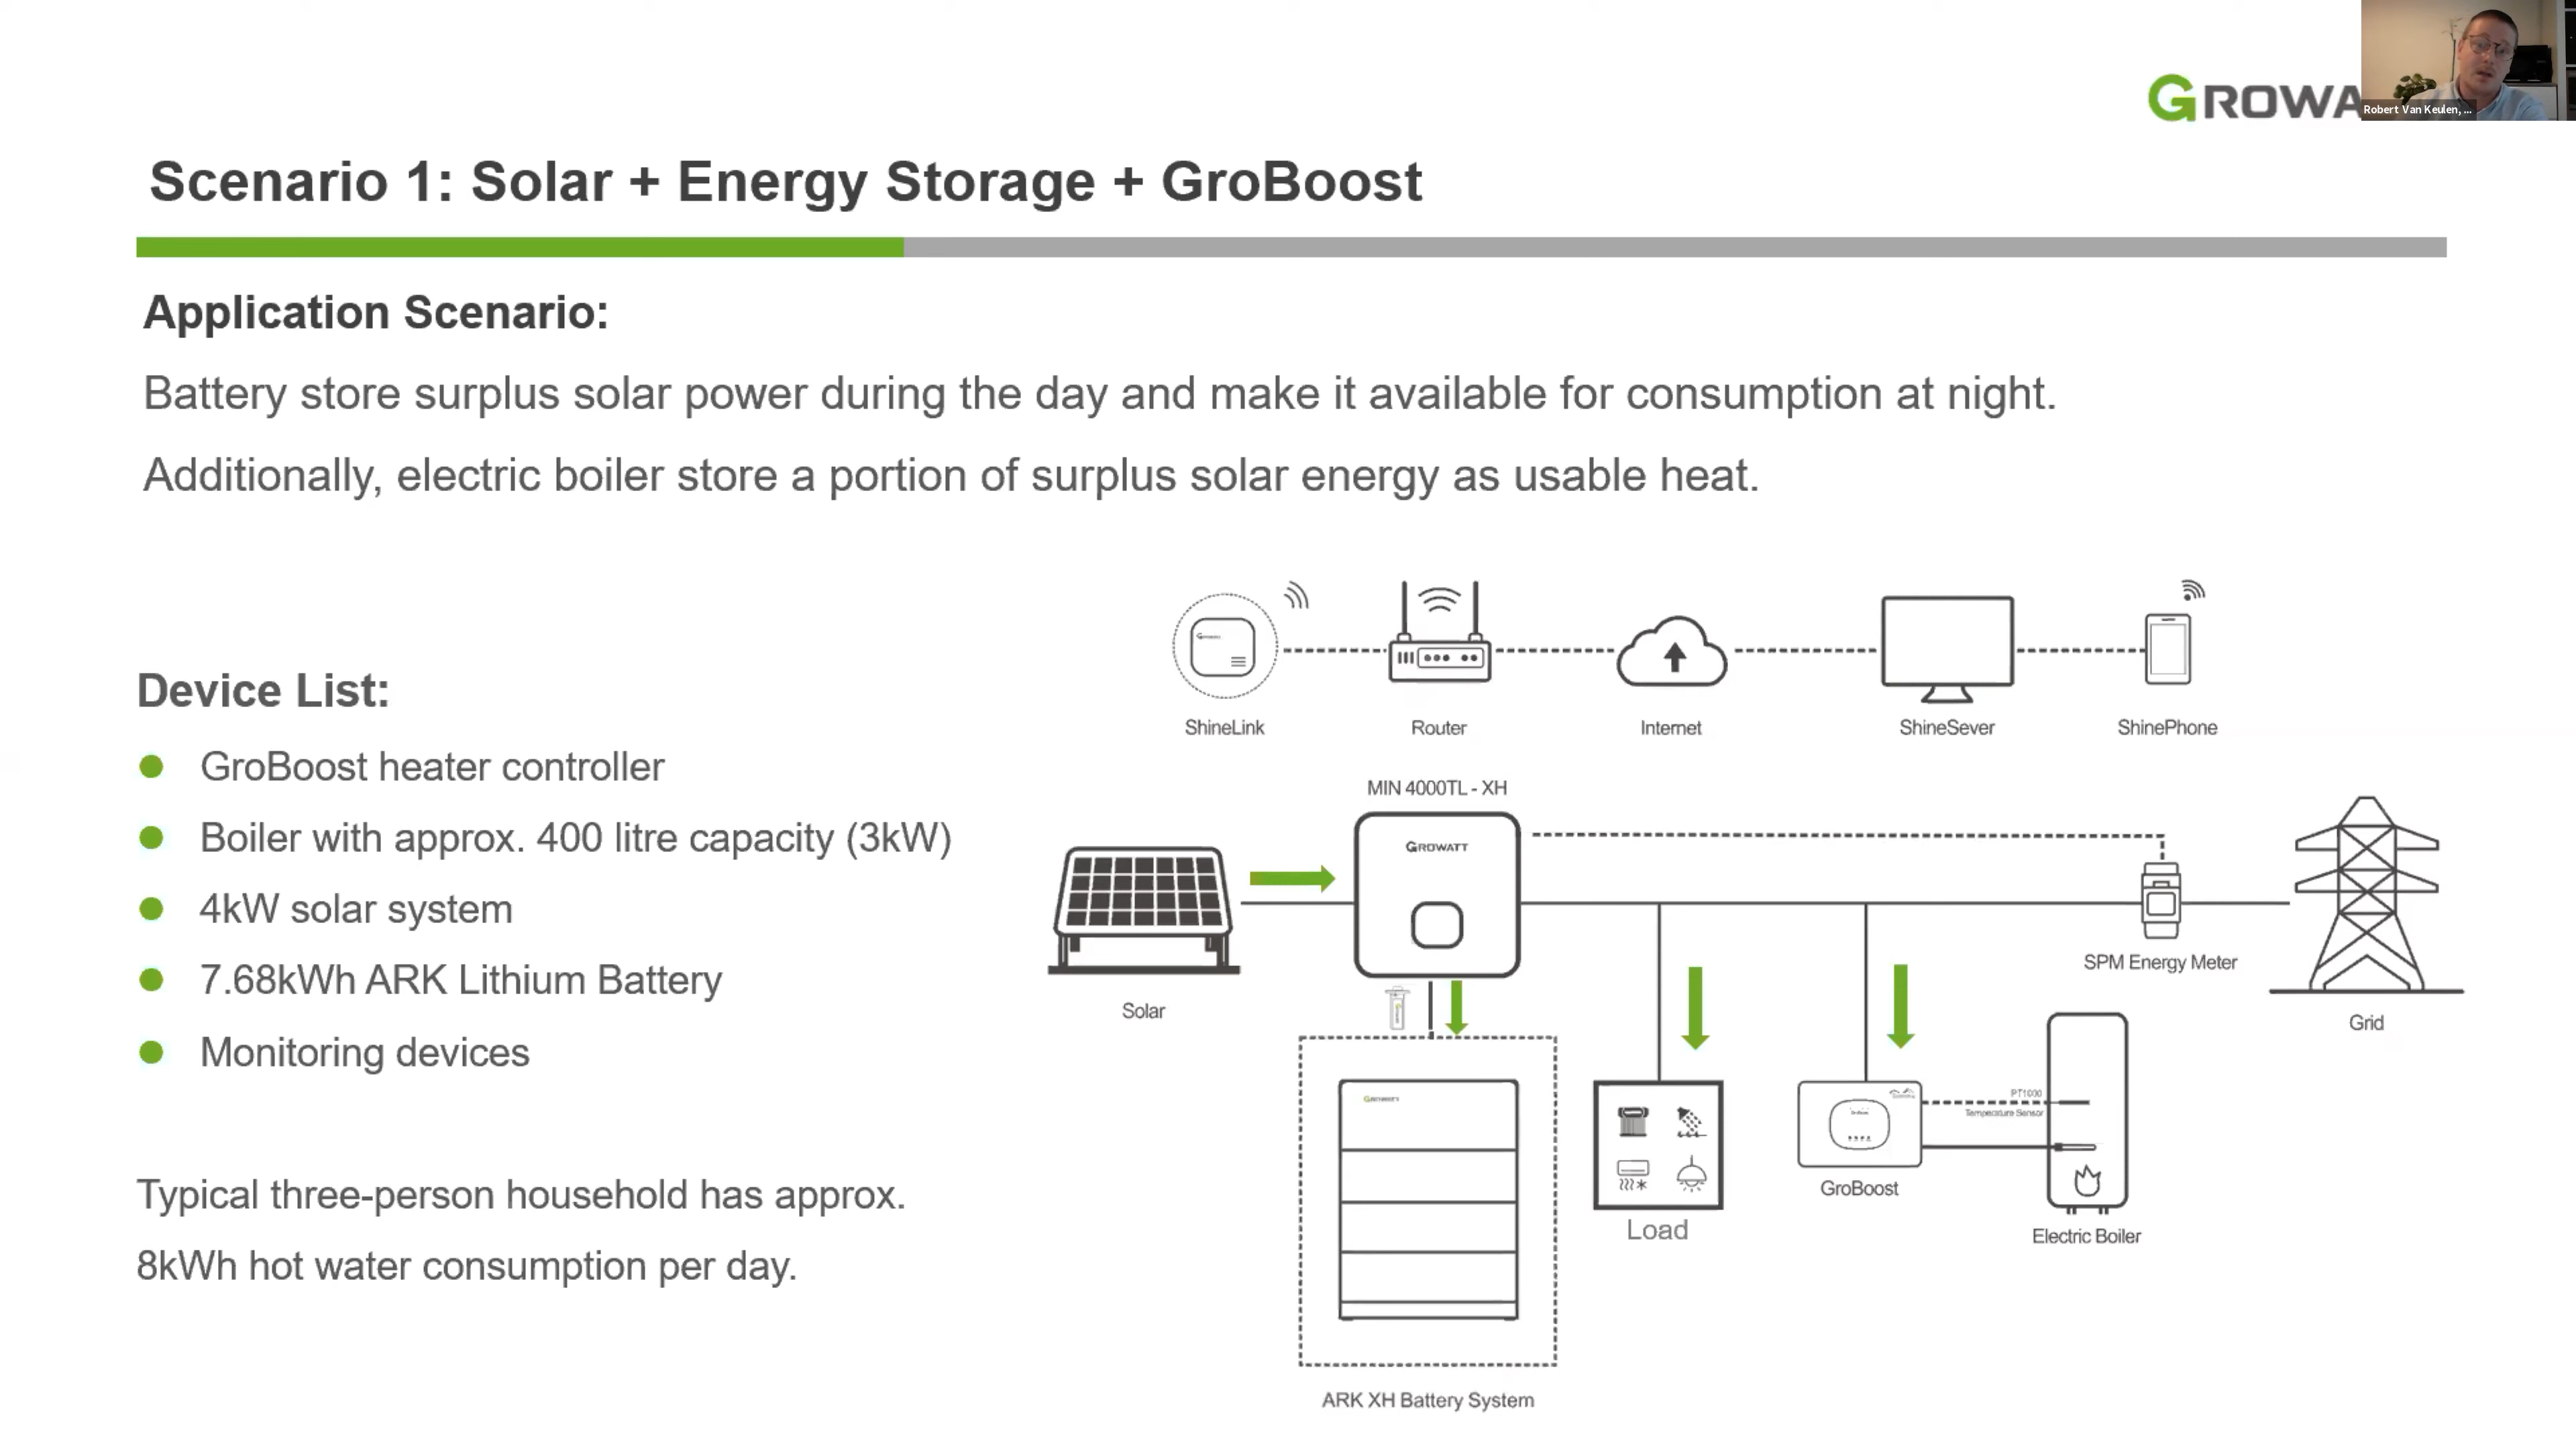 GROWA
Robert Van Keulen, ...
Scenario 1: Solar + Energy Storage + GroBoost
Application Scenario:
Battery store surplus solar power during the day and make it available for consumption at night.
Additionally, electric boiler store a portion of surplus solar energy as usable heat.
Device List:
GroBoost heater controller
Boiler with approx. 400 litre capacity (3kW)
4kW solar system
7.68kWh ARK Lithium Battery
Monitoring devices
Typical three-person household has approx.
8kWh hot water consumption per day.
ShineLink
Router
Internet
ShineSever
ShinePhone
MIN 4000TL - XH
GROWATT
Solar
SPM Energy Meter
Grid
GROWATT
Load
PT1000
Temperature Sensor
GroBoost
Electric Boiler
ARK XH Battery System